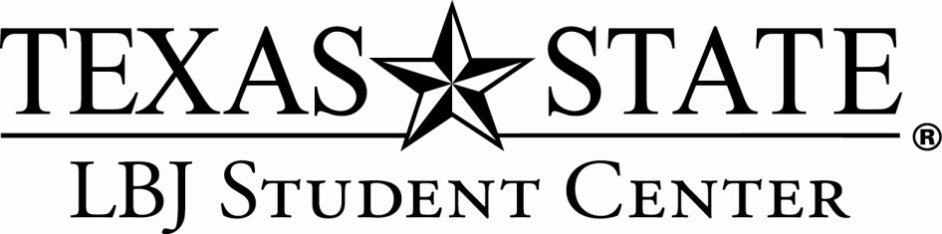 TEXAS STATE ®
LBJ STUDENT CENTER